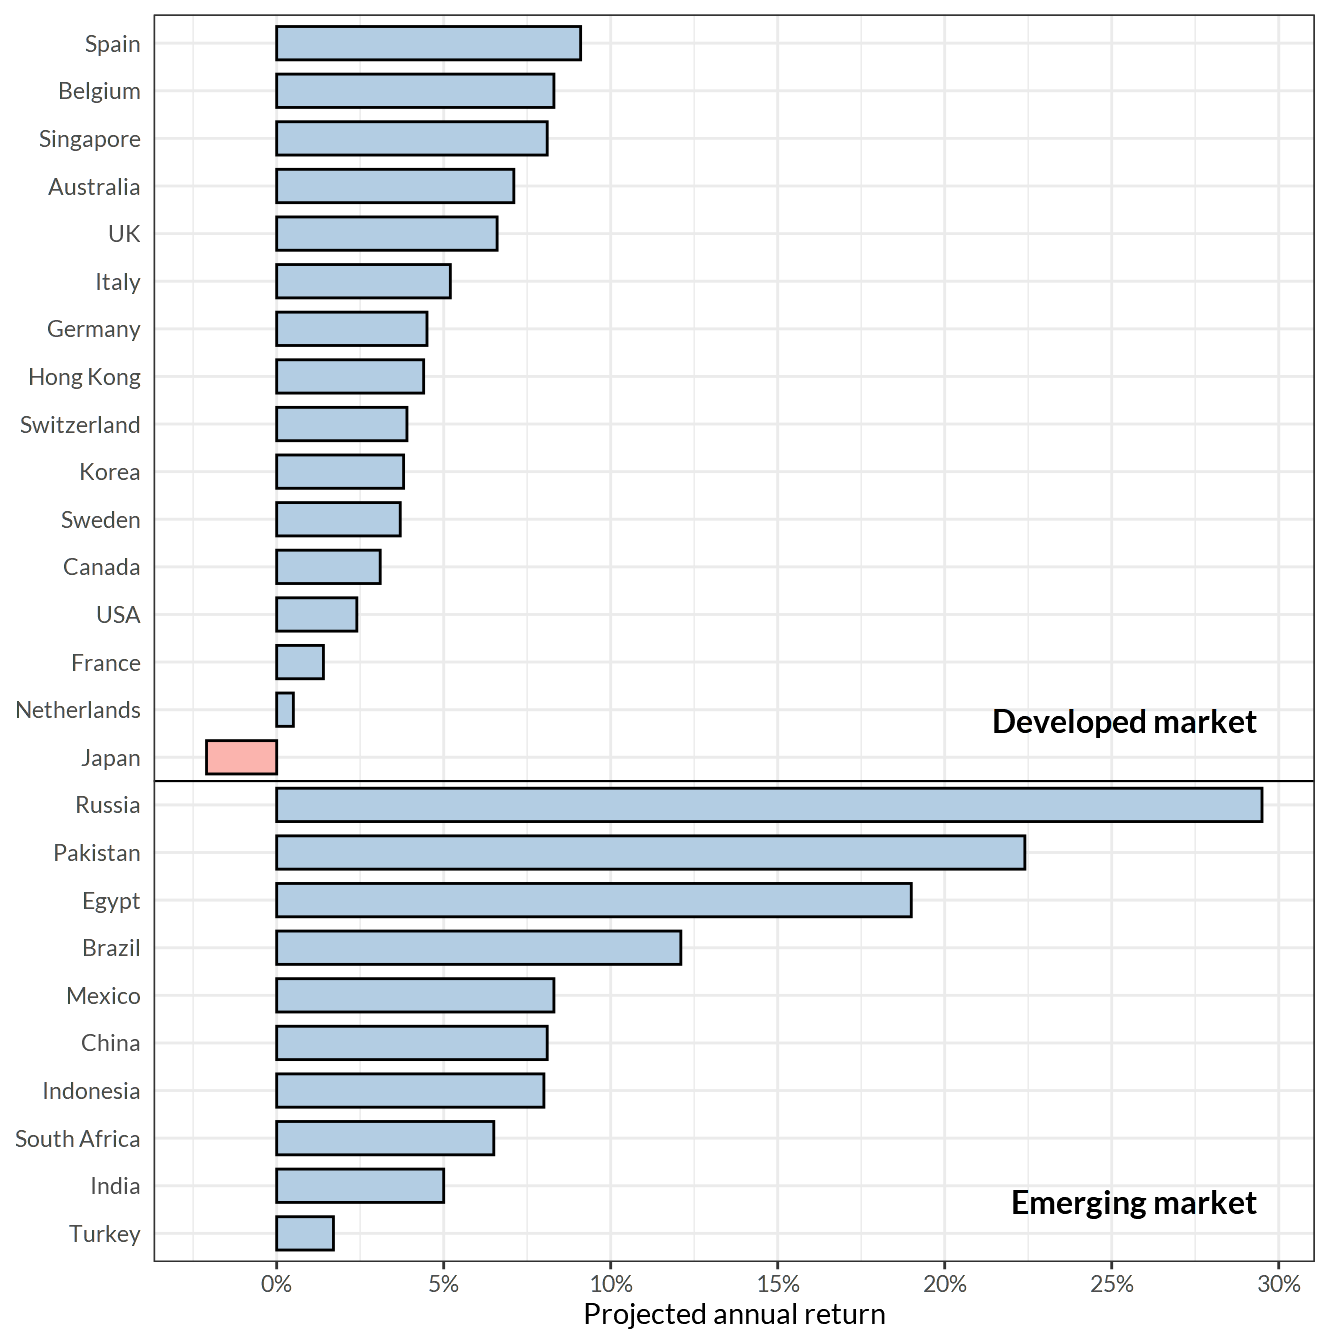 Spain
Belgium
Singapore
Australia
UK
Italy
Germany
Hong Kong
Switzerland
Korea
Sweden
Canada
USA
France
Netherlands
Developed market
Japan
Russia
Pakistan
Egypt
Brazil
Mexico
China
Indonesia
South Africa
India
Emerging market
Turkey
0% 5% 10% 15% 20% 25% 30%
Projected annual return